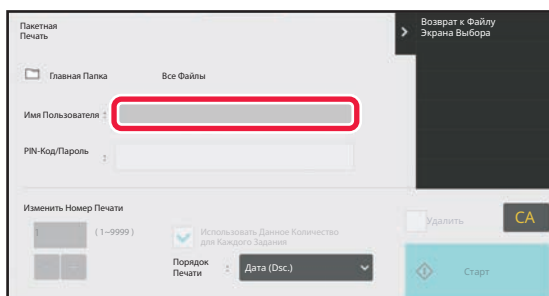 Пакетная
Печать
Возврат к Файлу
Экрана Выбора
Главная Папка Все Файлы
Имя Пользователя :
PIN-Код/Пароль :
Изменить Номер Печати
1 (1~9999)
Использовать Данное Количество
для Каждого Задания
Порядок
Печати : Дата (Dsc.)
Удалить
CA
Старт